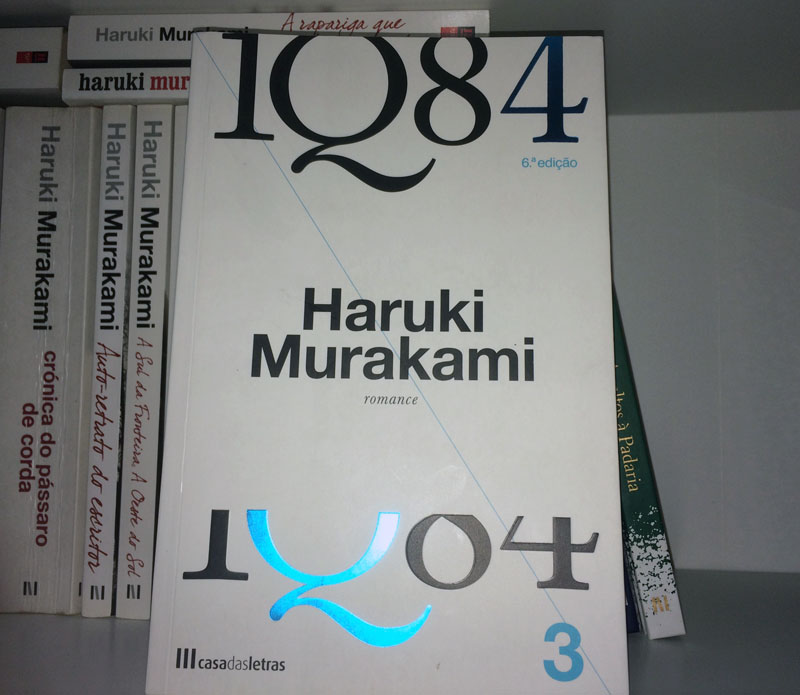 Haruki Murakami A rapariga que
haruki mur
Haruki Murakami crónica do pássaro de corda
Haruki Murakami Auto-retrato do escritor
Haruki Murakami A Sul da Fronteira, A Oeste do Sol
1Q84
6.ª edição
Haruki
Murakami
romance
1Q84
3
casadasletras
à Padaria